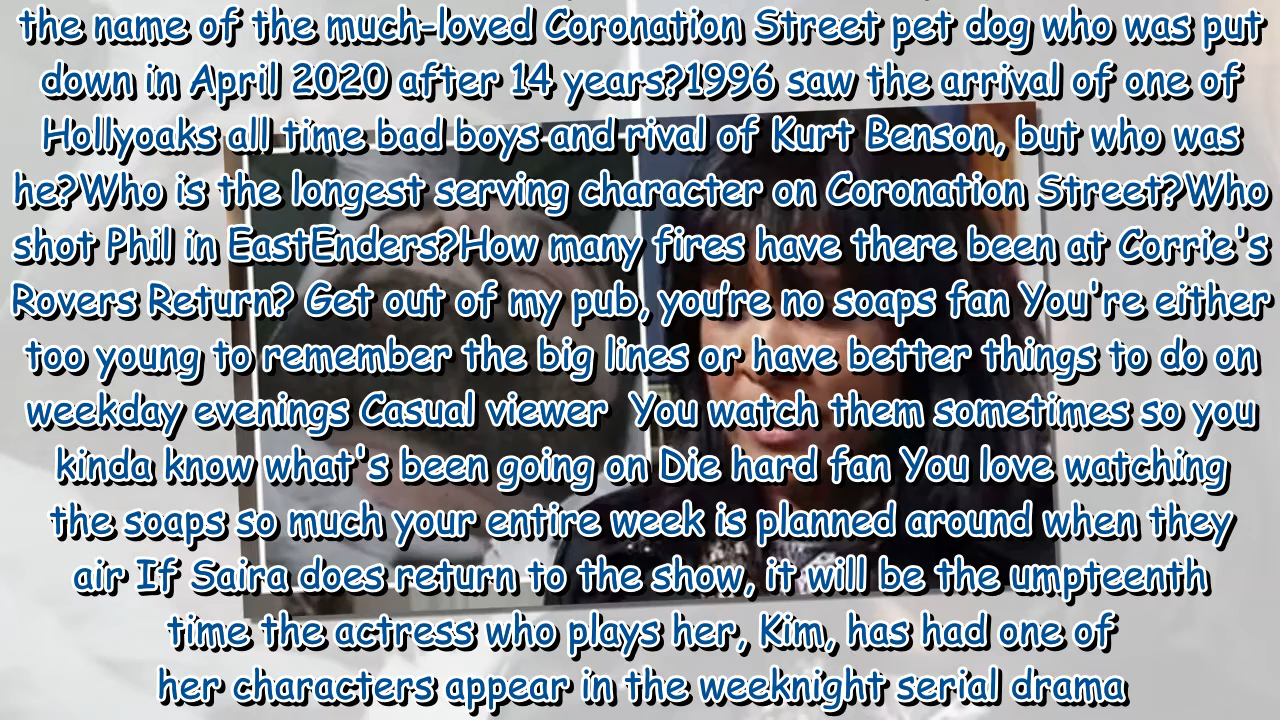 the name of the much-loved Coronation Street pet dog who was put
down in April 2020 after 14 years?1996 saw the arrival of one of
Hollyoaks all time bad boys and rival of Kurt Benson, but who was
he?Who is the longest serving character on Coronation Street?Who
shot Phil in EastEnders?How many fires have there been at Corrie's
Rovers Return? Get out of my pub, you’re no soaps fan You're either
too young to remember the big lines or have better things to do on
weekday evenings Casual viewer  You watch them sometimes so you
kinda know what's been going on Die hard fan You love watching
the soaps so much your entire week is planned around when they
air If Saira does return to the show, it will be the umpteenth
time the actress who plays her, Kim, has had one of
her characters appear in the weeknight serial drama